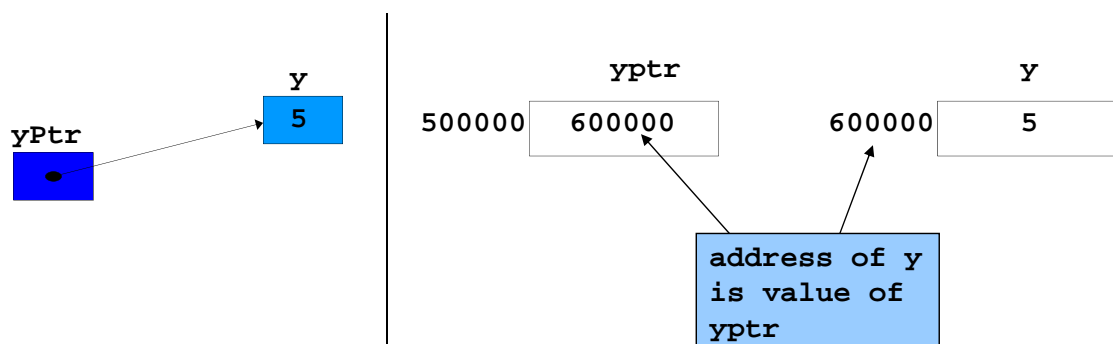 y
5
yPtr
yptr y
500000 600000 600000 5
address of y
is value of
yptr